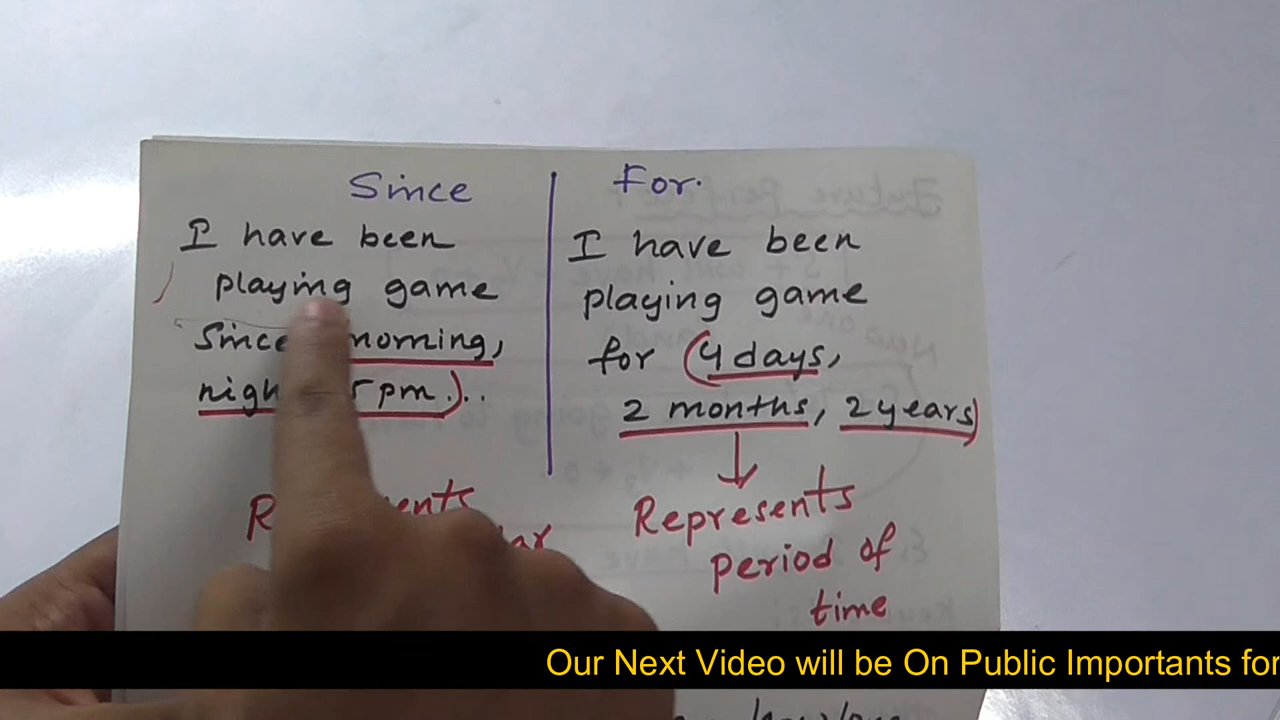 Since
I have been
playing game
since morning,
5 pm)..
For.
I have been
playing game
for (4 days,
2 months, 2 years)
Represents
period of
time
Our Next Video will be On Public Importants for